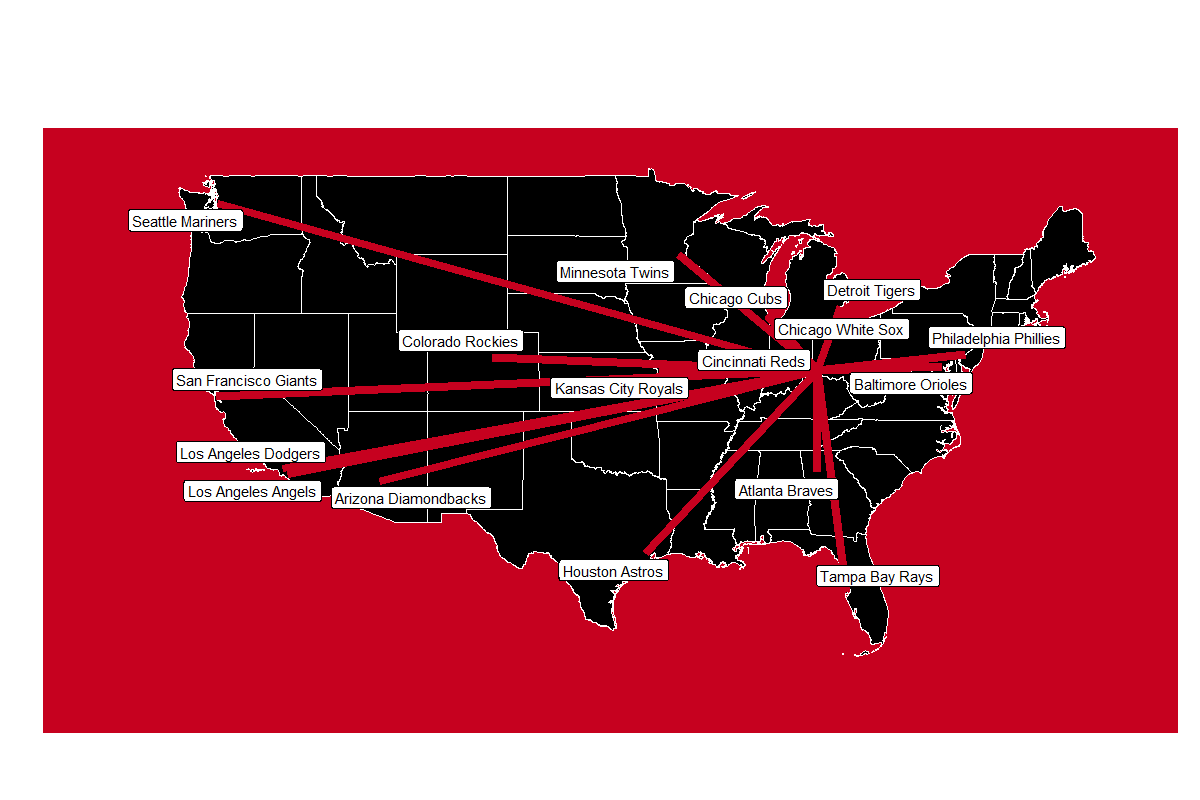 Seattle Mariners
Minnesota Twins
Detroit Tigers
Chicago Cubs
Chicago White Sox
Philadelphia Phillies
Colorado Rockies
Cincinnati Reds
San Francisco Giants
Kansas City Royals
Baltimore Orioles
Los Angeles Dodgers
Los Angeles Angels
Arizona Diamondbacks
Atlanta Braves
Houston Astros
Tampa Bay Rays